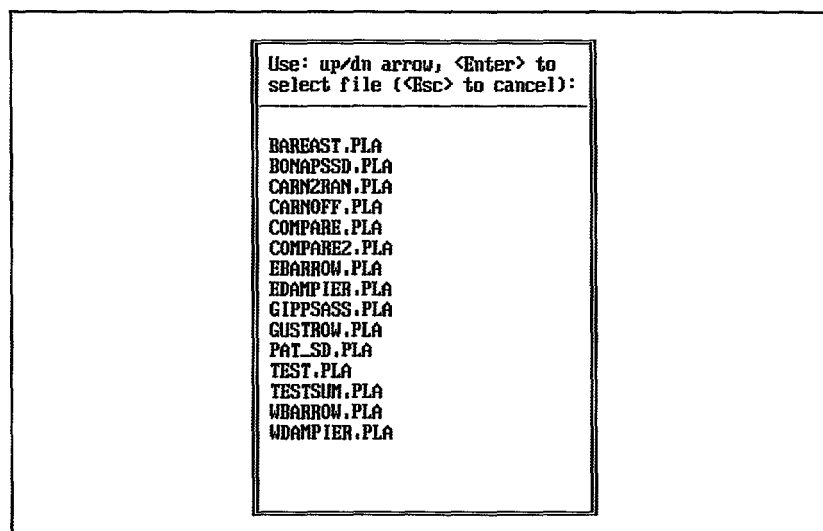 Use: up/dn arrow, <Enter> to
select file (<Esc> to cancel):
BAREAST.PLA
BONAPSSD.PLA
CARN2RAN.PLA
CARNOFF.PLA
COMPARE.PLA
COMPARE2.PLA
EBARROW.PLA
EDAMPIER.PLA
GIPPSASS.PLA
GUSTROW.PLA
PAT_SD.PLA
TEST.PLA
TESTSUM.PLA
WBARROW.PLA
WDAMPIER.PLA